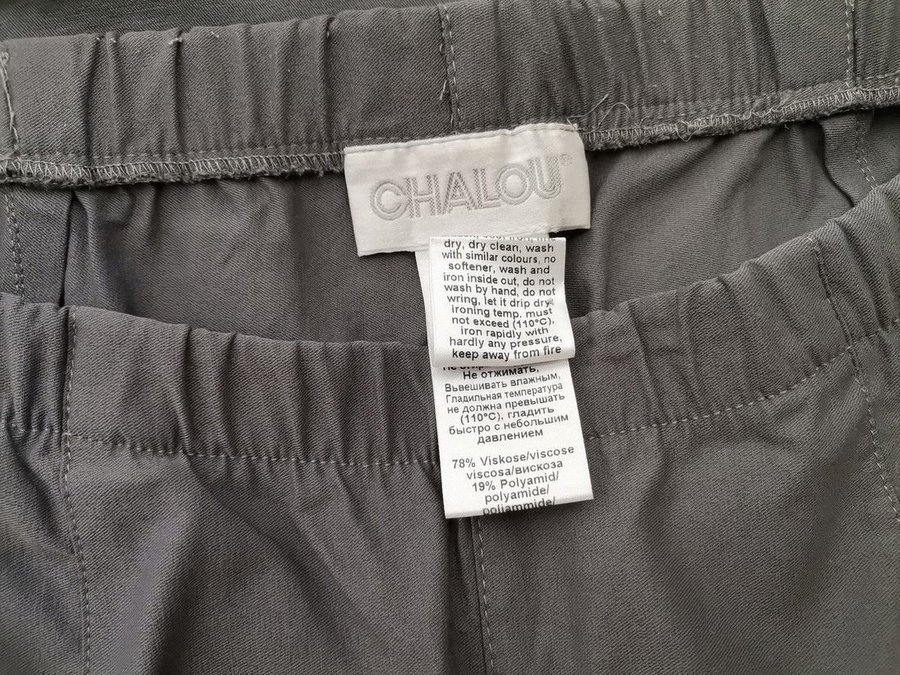 CHALOU®
dry, dry clean, wash
with similar colours, no
softener, wash and
iron inside out, do not
wash by hand, do not
wring, let it drip dry
ironing temp. must
not exceed (110°C),
iron rapidly with
hardly any pressure,
keep away from fire
Не отжимать,
Вывешивать влажным,
Гладильная температура
не должна превышать
(110°C), гладить
быстро с небольшим
давлением
78% Viskose/viscose
viscosa/вискоза
19% Polyamid/
polyamide/
poliammide/